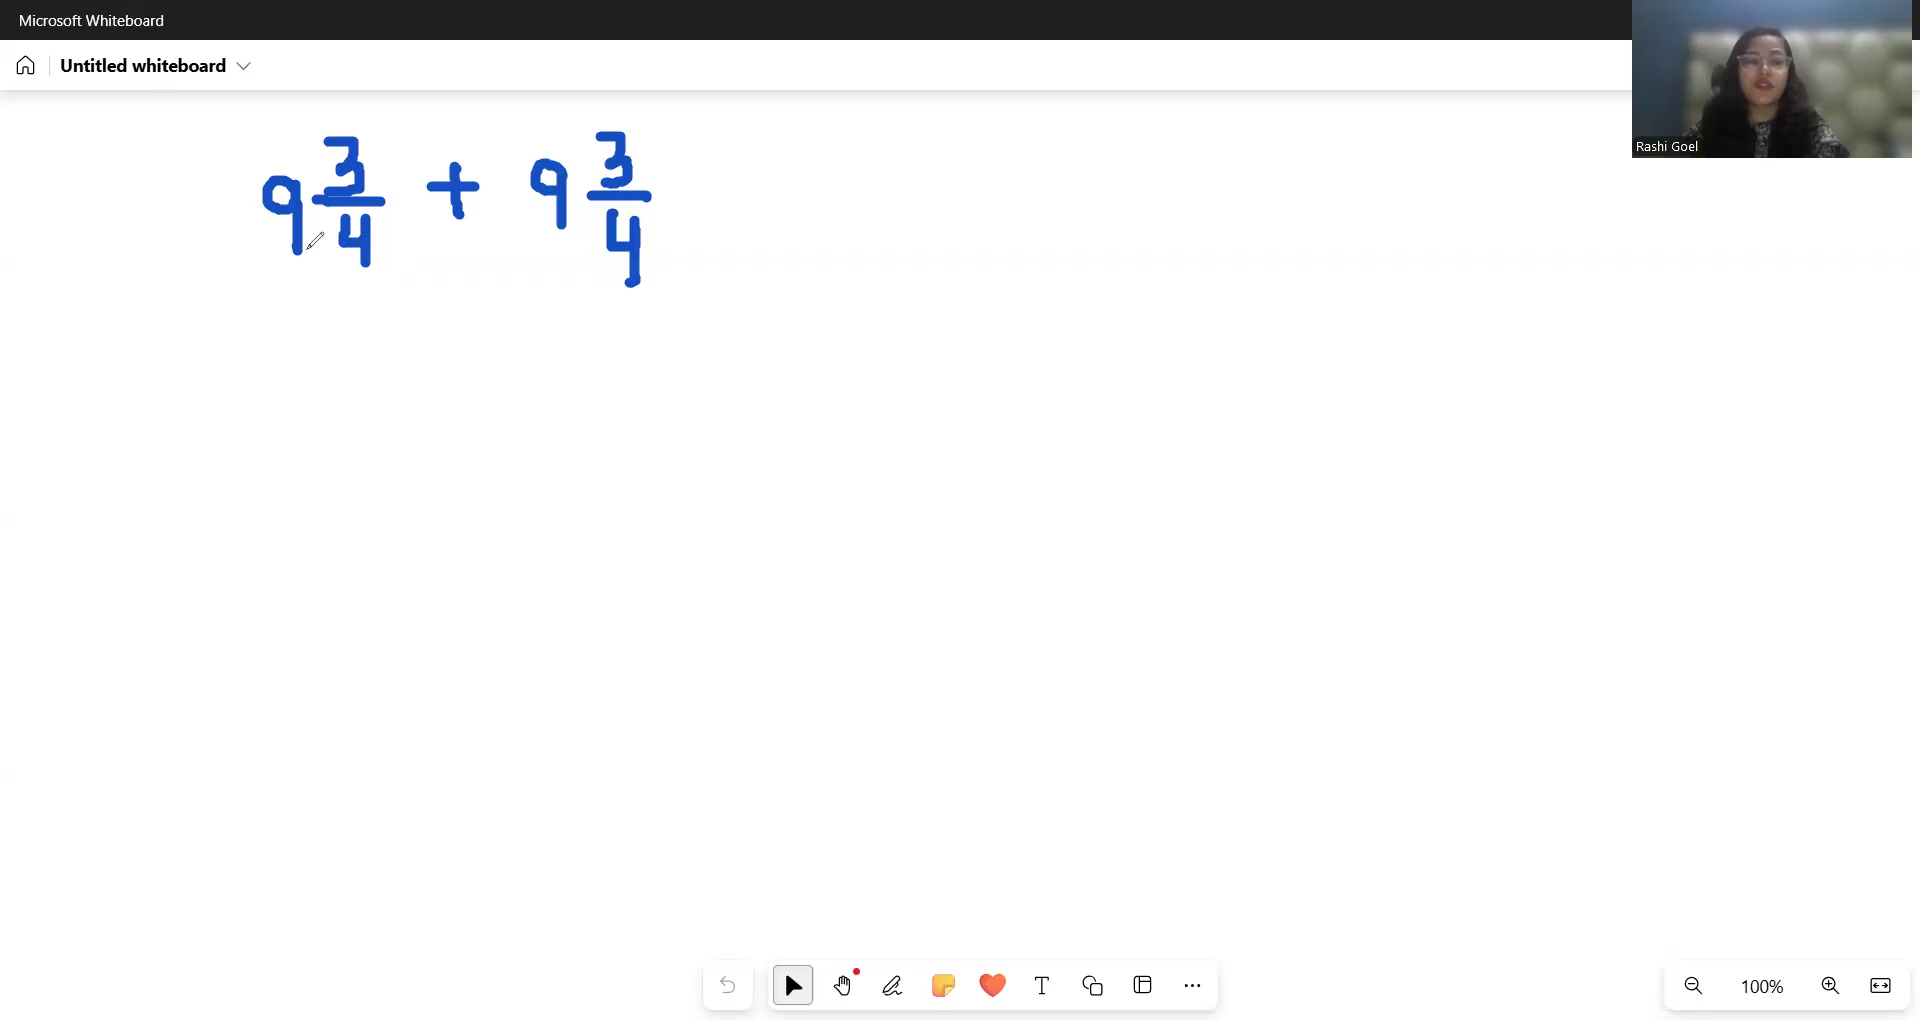 Microsoft Whiteboard
Untitled whiteboard
9 3/4 + 9 3/4
Rashi Goel
100%